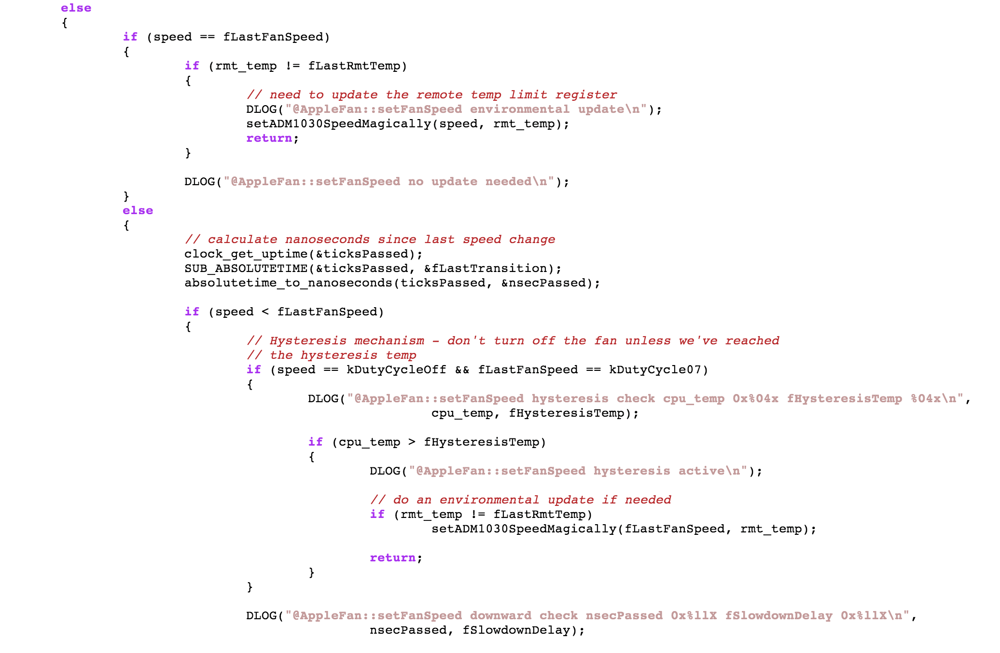 else
{
if (speed == fLastFanSpeed)
{
if (rmt_temp != fLastRmtTemp)
{
// need to update the remote temp limit register
DLOG("@AppleFan::setFanSpeed environmental update\n");
setADM1030SpeedMagically(speed, rmt_temp);
return;
}
DLOG("@AppleFan::setFanSpeed no update needed\n");
}
else
{
// calculate nanoseconds since last speed change
clock_get_uptime(&ticksPassed);
SUB_ABSOLUTETIME(&ticksPassed, &fLastTransition);
absolutetime_to_nanoseconds(ticksPassed, &nsecPassed);
if (speed < fLastFanSpeed)
{
// Hysteresis mechanism - don't turn off the fan unless we've reached
// the hysteresis temp
if (speed == kDutyCycleOff && fLastFanSpeed == kDutyCycle07)
{
DLOG("@AppleFan::setFanSpeed hysteresis check cpu_temp 0x%04x fHysteresisTemp %04x\n",
cpu_temp, fHysteresisTemp);
if (cpu_temp > fHysteresisTemp)
{
DLOG("@AppleFan::setFanSpeed hysteresis active\n");
// do an environmental update if needed
if (rmt_temp != fLastRmtTemp)
setADM1030SpeedMagically(fLastFanSpeed, rmt_temp);
return;
}
}
DLOG("@AppleFan::setFanSpeed downward check nsecPassed 0x%llX fSlowdownDelay 0x%llX\n",
nsecPassed, fSlowdownDelay);